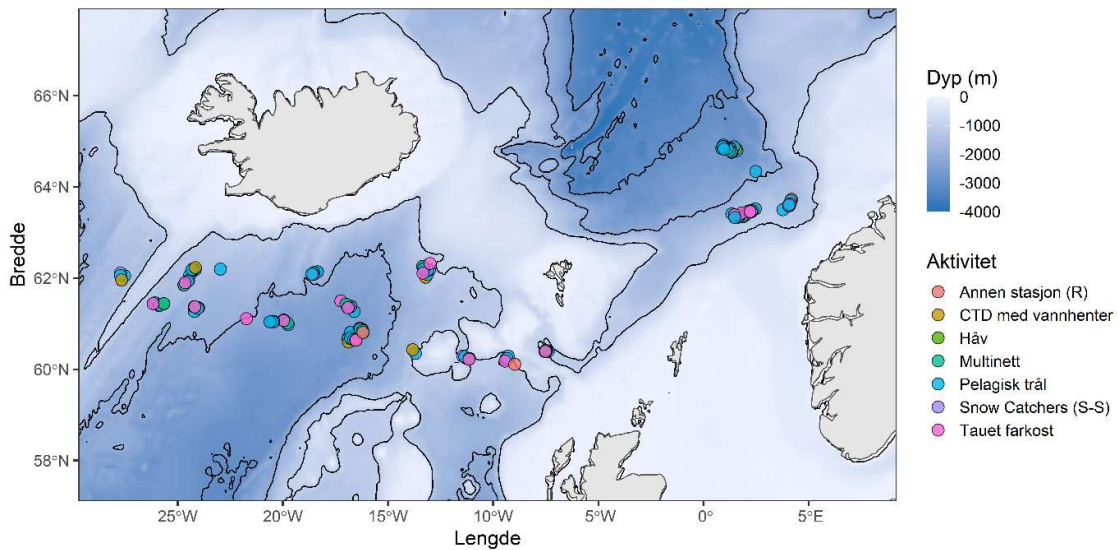 66°N
64°N
62°N
60°N
58°N
Bredde
25°W
20°W
15°W
10°W
5°W
0°
5°E
Lengde
Dyp (m)
0
-1000
-2000
-3000
-4000
Aktivitet
Annen stasjon (R)
CTD med vannhenter
Håv
Multinett
Pelagisk trål
Snow Catchers (S-S)
Tauet farkost